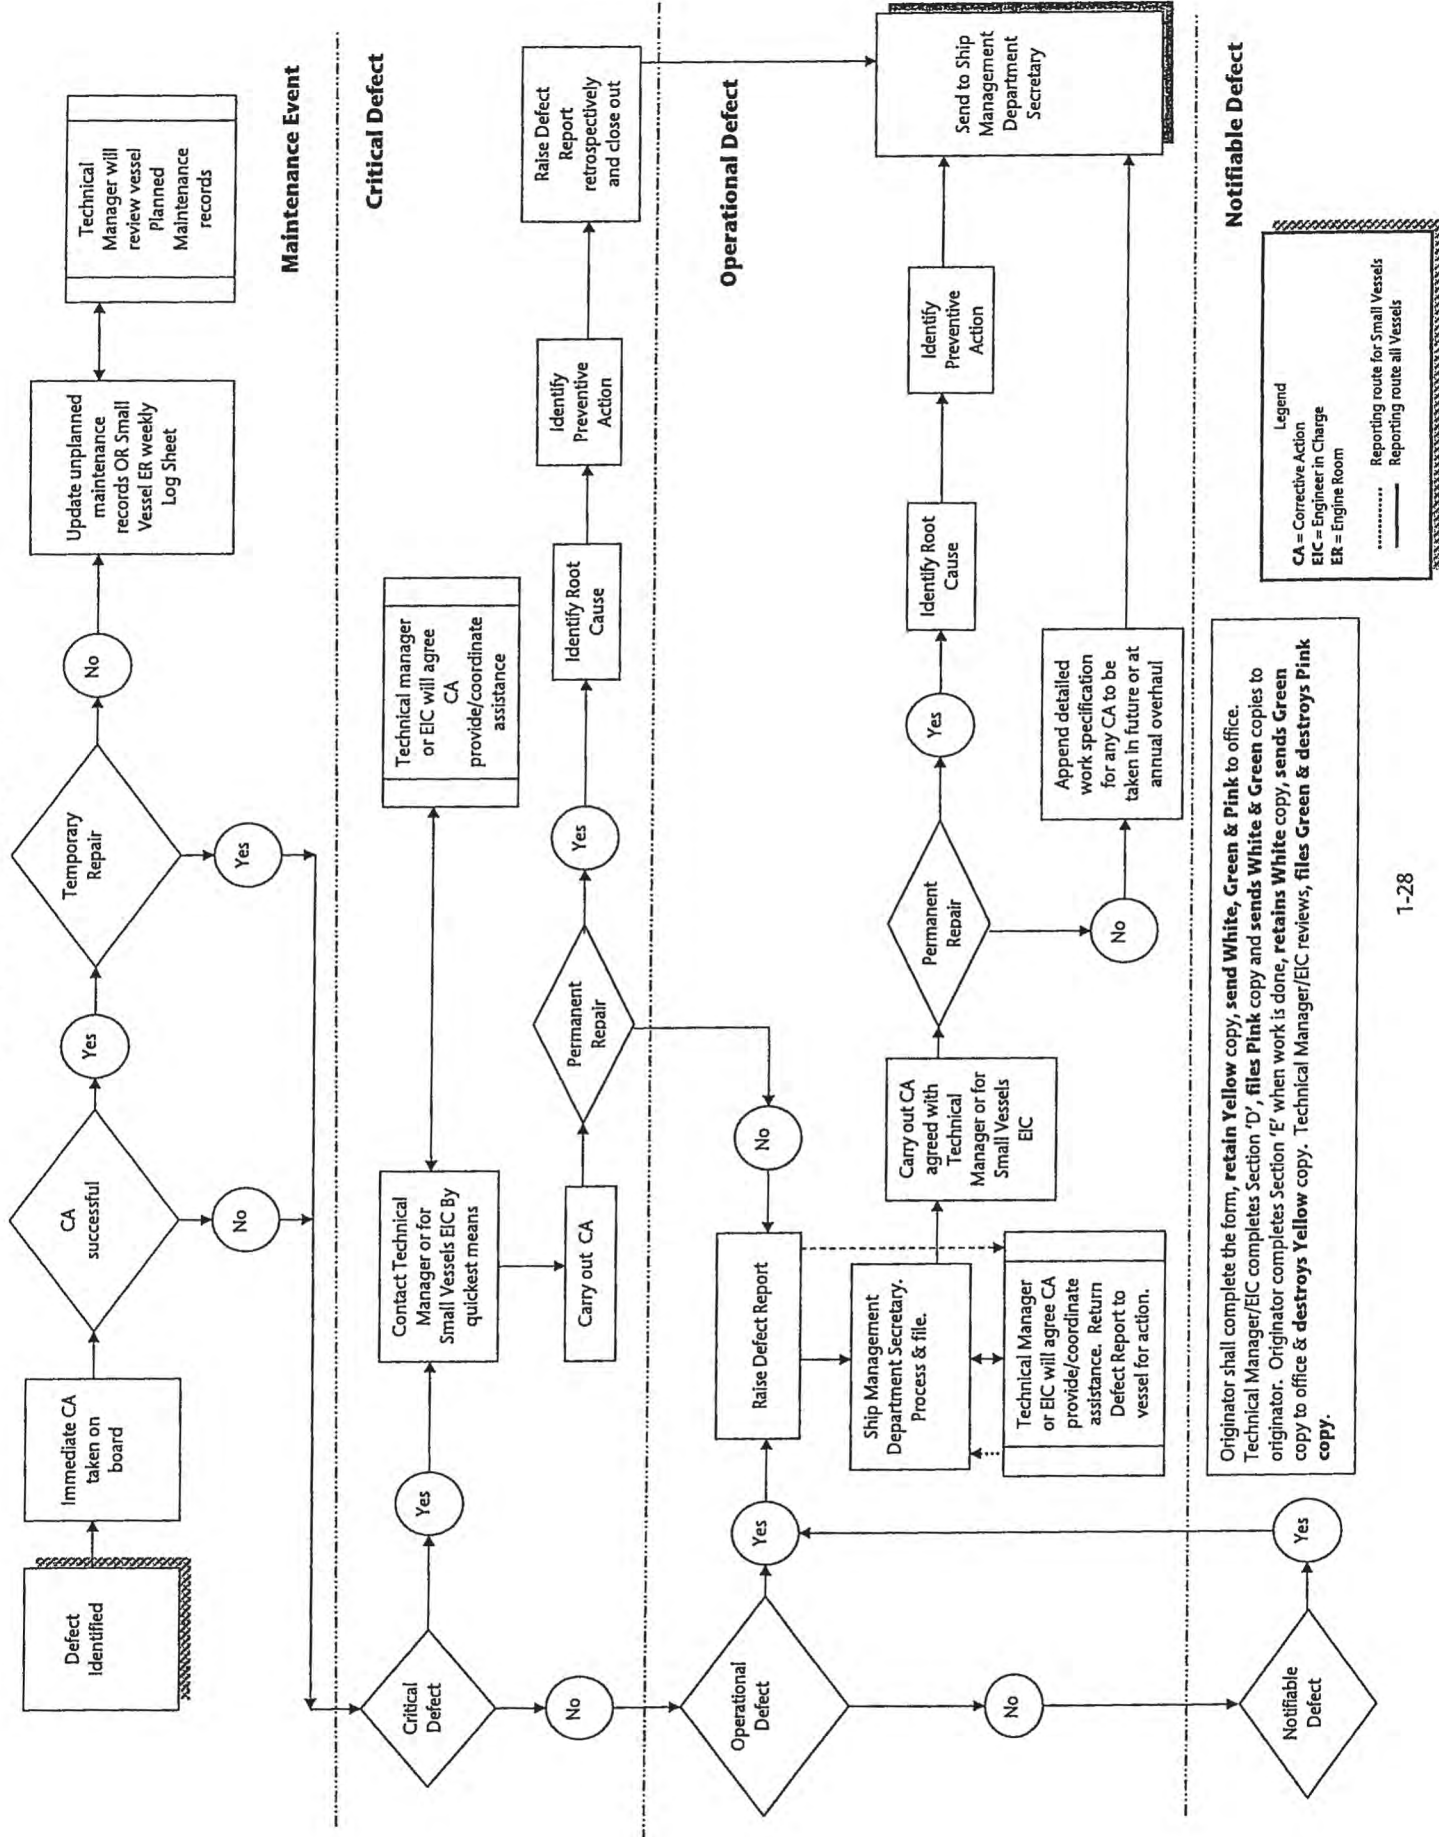 Maintenance Event
Defect
Identified
Immediate CA
taken on
board
CA
successful
Yes
No
Temporary
Repair
No
Yes
Update unplanned
maintenance
records OR Small
Vessel ER weekly
Log Sheet
Technical
Manager will
review vessel
Planned
Maintenance
records
Critical Defect
Critical
Defect
Yes
No
Contact Technical
Manager or for
Small Vessels EIC By
quickest means
Technical manager
or EIC will agree
CA
provide/coordinate
assistance
Carry out CA
Permanent
Repair
Yes
Identify Root
Cause
Identify
Preventive
Action
Raise Defect
Report
retrospectively
and close out
Operational Defect
Operational
Defect
Yes
No
Raise Defect Report
No
Ship Management
Department Secretary.
Process & file.
Technical Manager
or EIC will agree CA
provide/coordinate
assistance. Return
Defect Report to
vessel for action.
Carry out CA
agreed with
Technical
Manager or for
Small Vessels
EIC
Permanent
Repair
Yes
No
Identify Root
Cause
Identify
Preventive
Action
Append detailed
work specification
for any CA to be
taken in future or at
annual overhaul
Send to Ship
Management
Department
Secretary
Notifiable Defect
Notifiable
Defect
Yes
Originator shall complete the form, retain Yellow copy, send White, Green & Pink to office.
Technical Manager/EIC completes Section 'D', files Pink copy and sends White & Green copies to
originator. Originator completes Section 'E' when work is done, retains White copy, sends Green
copy to office & destroys Yellow copy. Technical Manager/EIC reviews, files Green & destroys Pink
copy.
Legend
CA = Corrective Action
EIC = Engineer in Charge
ER = Engine Room
Reporting route for Small Vessels
Reporting route all Vessels
1-28